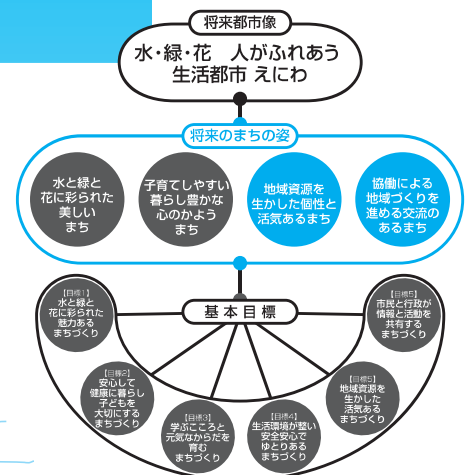 将来都市像
水・緑・花　人がふれあう
生活都市 えにわ
将来のまちの姿
水と緑と
花に彩られた
美しい
まち
子育てしやすい
暮らし豊かな
心のかよう
まち
地域資源を
生かした個性と
活気あるまち
協働による
地域づくりを
進める交流の
あるまち
基本目標
【目標1】
水と緑と
花に彩られた
魅力ある
まちづくり
【目標2】
安心して
健康に暮らし
子どもを
大切にする
まちづくり
【目標3】
学ぶこころと
元気なからだを
育む
まちづくり
【目標4】
生活環境が整い
安全安心で
ゆとりある
まちづくり
【目標5】
地域資源を
生かした
活気ある
まちづくり
【目標5】
市民と行政が
情報と活動を
共有する
まちづくり